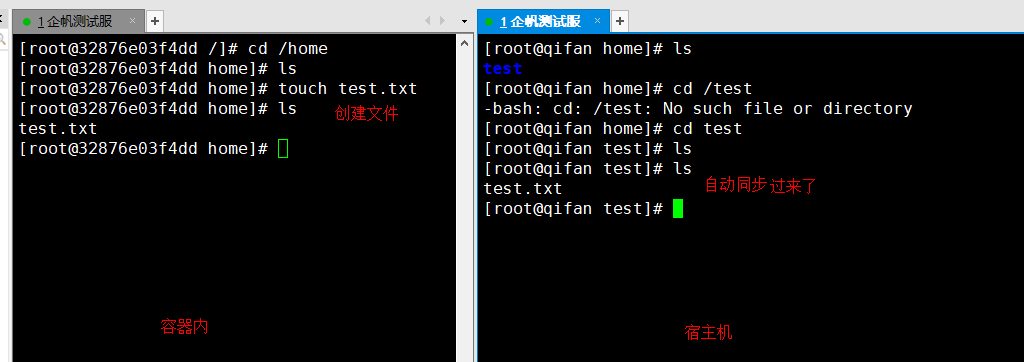 1 企帆测试服 × +
[root@32876e03f4dd /]# cd /home
[root@32876e03f4dd home]# ls
[root@32876e03f4dd home]# touch test.txt
[root@32876e03f4dd home]# ls
创建文件
test.txt
[root@32876e03f4dd home]#
容器内
1 企帆测试服 × +
[root@qifan home]# ls
test
[root@qifan home]# cd /test
-bash: cd: /test: No such file or directory
[root@qifan home]# cd test
[root@qifan test]# ls
[root@qifan test]# ls
自动同步过来了
test.txt
[root@qifan test]#
宿主机